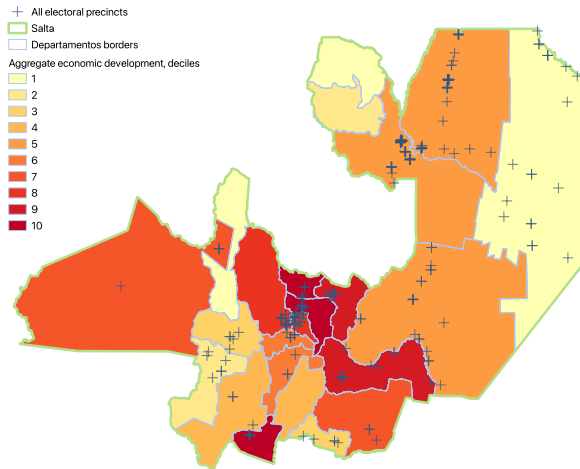 All electoral precincts
Salta
Departamentos borders
Aggregate economic development, deciles
1
2
3
4
5
6
7
8
9
10